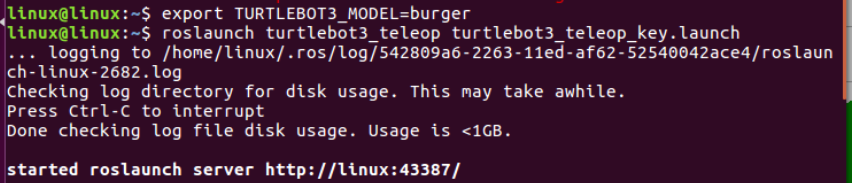 linux@linux:~$ export TURTLEBOT3_MODEL=burger
linux@linux:~$ roslaunch turtlebot3_teleop turtlebot3_teleop_key.launch
... logging to /home/linux/.ros/log/542809a6-2263-11ed-af62-52540042ace4/roslaun
ch-linux-2682.log
Checking log directory for disk usage. This may take awhile.
Press Ctrl-C to interrupt
Done checking log file disk usage. Usage is <1GB.
started roslaunch server http://linux:43387/